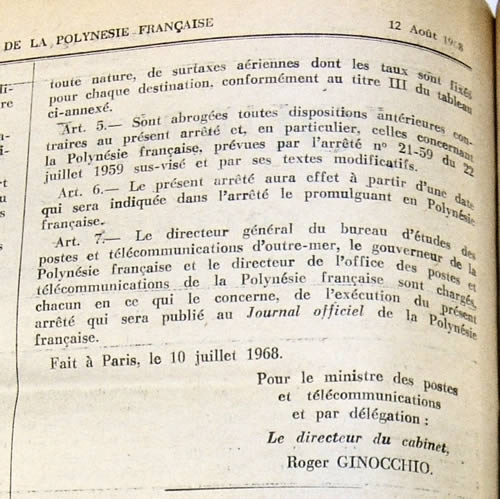 DE LA POLYNESIE FRANÇAISE
12 Août 1968
toute nature, de surtaxes aériennes dont les taux sont fixés
pour chaque destination, conformément au titre III du tableau
ci-annexé.
Art. 5.— Sont abrogées toutes dispositions antérieures con-
traires au présent arrêté et, en particulier, celles concernant
la Polynésie française, prévues par l'arrêté n° 21-59 du 22
juillet 1959 sus-visé et par ses textes modificatifs.
Art. 6.— Le présent arrêté aura effet à partir d'une date
qui sera indiquée dans l'arrêté le promulguant en Polynésie
française.
Art. 7.— Le directeur général du bureau d'études des
postes et télécommunications d'outre-mer, le gouverneur de la
Polynésie française et le directeur de l'office des postes et
télécommunications de la Polynésie française sont chargés,
chacun en ce qui le concerne, de l'exécution du présent
arrêté qui sera publié au Journal officiel de la Polynésie
française.
Fait à Paris, le 10 juillet 1968.
Pour le ministre des postes
et télécommunications
et par délégation :
Le directeur du cabinet,
Roger GINOCCHIO.